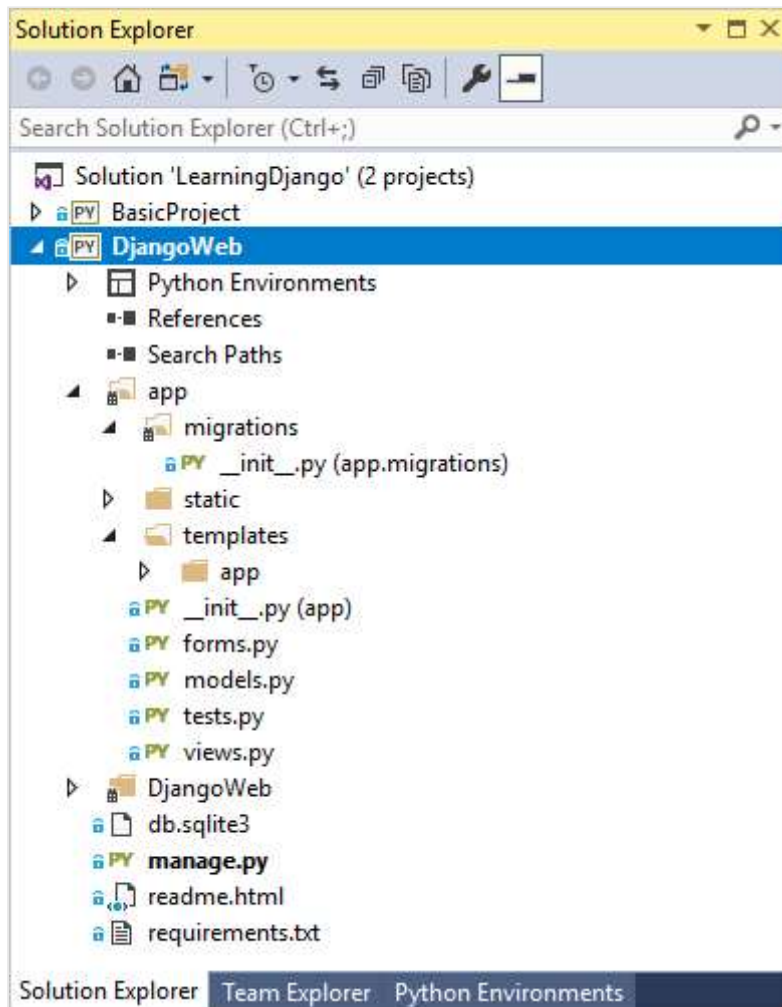 Solution Explorer
Search Solution Explorer (Ctrl+;)
Solution 'LearningDjango' (2 projects)
PY BasicProject
PY DjangoWeb
Python Environments
References
Search Paths
app
migrations
PY __init__.py (app.migrations)
static
templates
app
PY __init__.py (app)
PY forms.py
PY models.py
PY tests.py
PY views.py
DjangoWeb
db.sqlite3
PY manage.py
readme.html
requirements.txt
Solution Explorer Team Explorer Python Environments